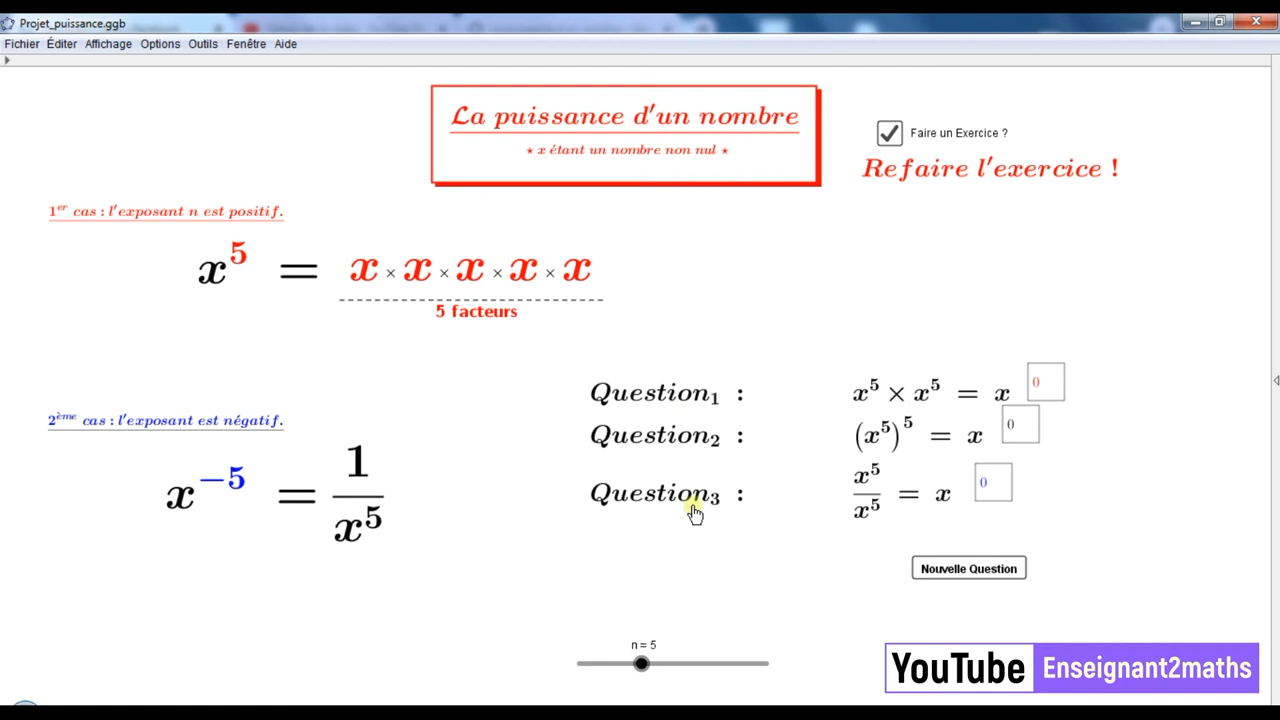 Projet_puissance.ggb
Fichier Éditer Affichage Options Outils Fenêtre Aide
La puissance d'un nombre
⋆ x étant un nombre non nul ⋆
Faire un Exercice ?
Refaire l'exercice !
1er cas : l'exposant n est positif.
x⁵ = x × x × x × x × x
5 facteurs
2ème cas : l'exposant est négatif.
x⁻⁵ = 1/x⁵
Question₁ : x⁵ × x⁵ = x 0
Question₂ : (x⁵)⁵ = x 0
Question₃ : x⁵/x⁵ = x 0
Nouvelle Question
n = 5
YouTube Enseignant2maths